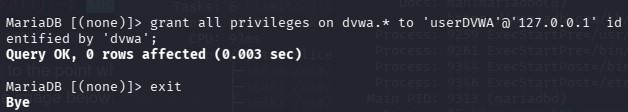 MariaDB [(none)]> grant all privileges on dvwa.* to 'userDVWA'@'127.0.0.1' id
entified by 'dvwa';
Query OK, 0 rows affected (0.003 sec)
MariaDB [(none)]> exit
Bye